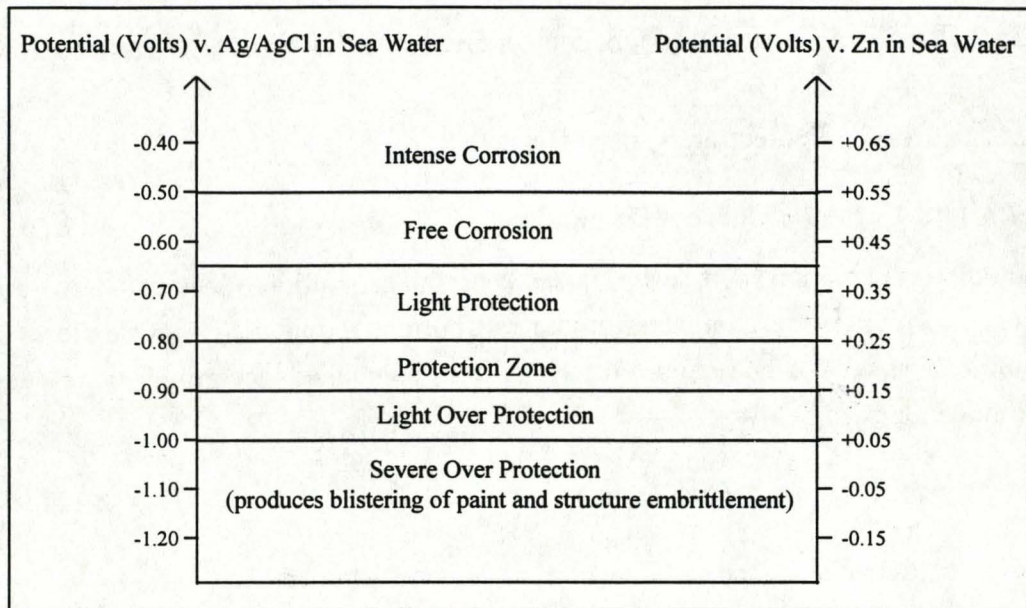 Potential (Volts) v. Ag/AgCl in Sea Water
Potential (Volts) v. Zn in Sea Water
-0.40
Intense Corrosion
+0.65
-0.50
+0.55
Free Corrosion
-0.60
+0.45
-0.70
Light Protection
+0.35
-0.80
+0.25
Protection Zone
-0.90
+0.15
Light Over Protection
-1.00
+0.05
Severe Over Protection
-1.10
(produces blistering of paint and structure embrittlement)
-0.05
-1.20
-0.15